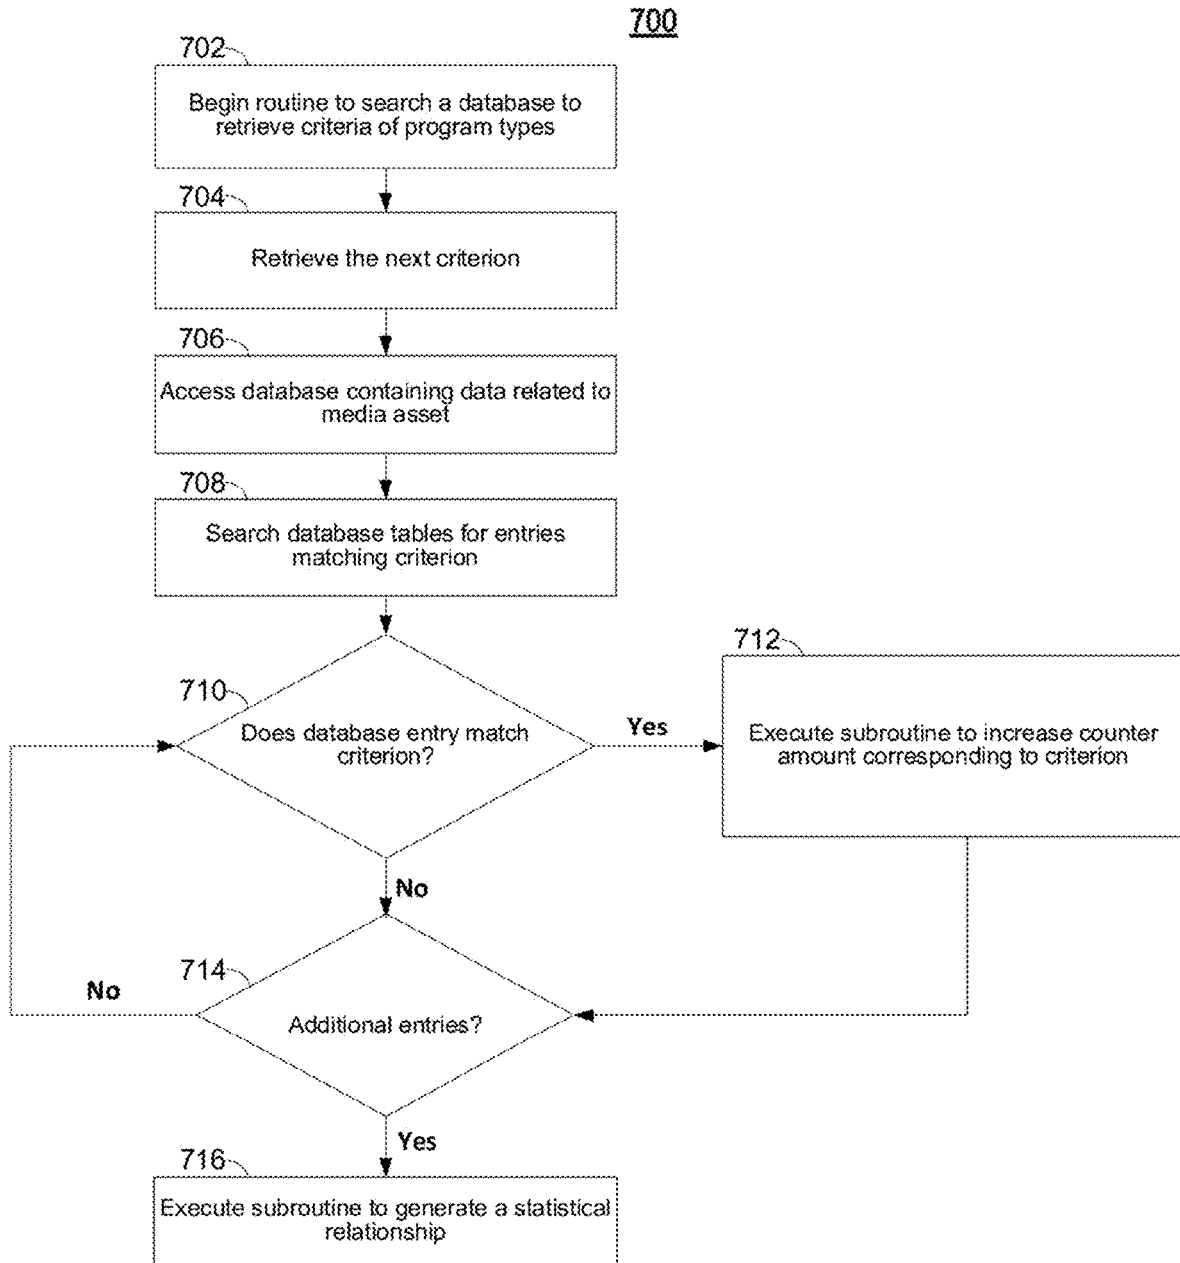 700
702
Begin routine to search a database to
retrieve criteria of program types
704
Retrieve the next criterion
706
Access database containing data related to
media asset
708
Search database tables for entries
matching criterion
710
Does database entry match
criterion?
Yes
712
Execute subroutine to increase counter
amount corresponding to criterion
No
714
No
Additional entries?
Yes
716
Execute subroutine to generate a statistical
relationship